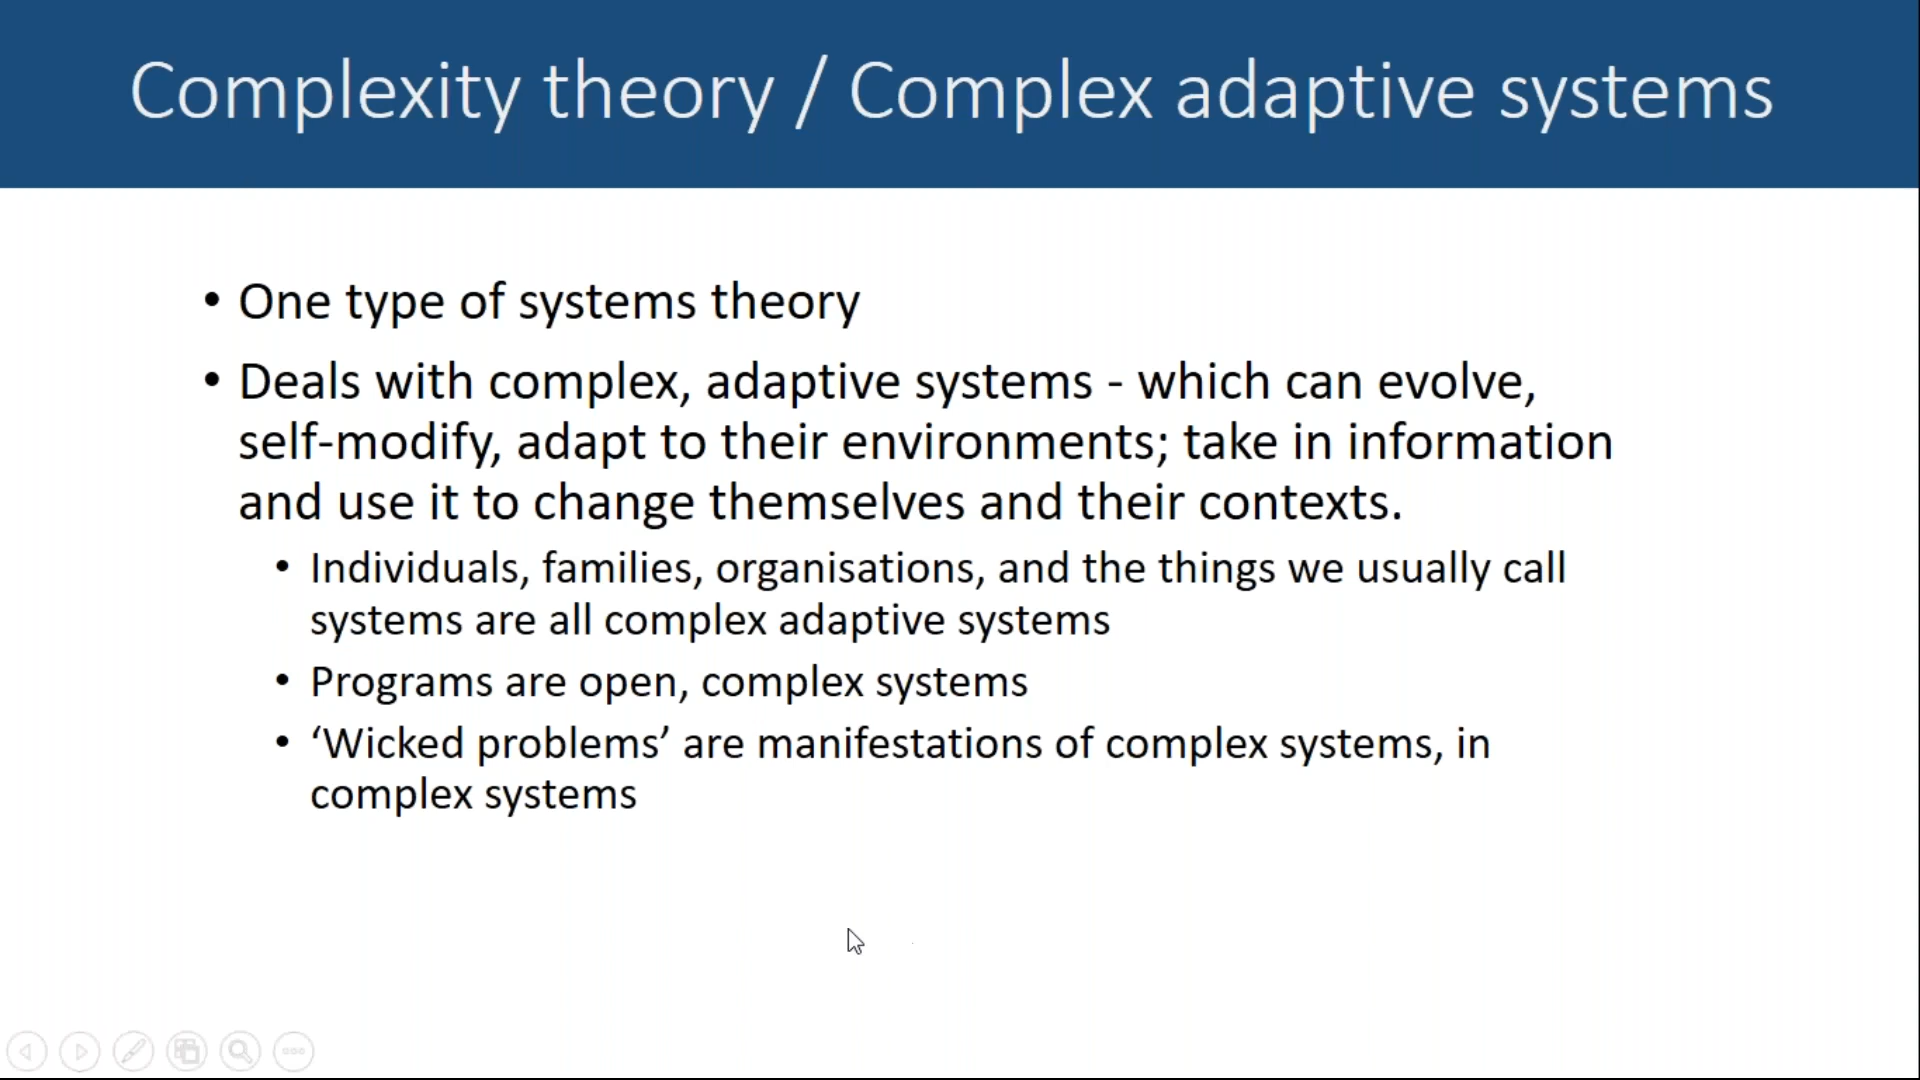 Complexity theory / Complex adaptive systems
• One type of systems theory
• Deals with complex, adaptive systems - which can evolve,
self-modify, adapt to their environments; take in information
and use it to change themselves and their contexts.
• Individuals, families, organisations, and the things we usually call
systems are all complex adaptive systems
• Programs are open, complex systems
• ‘Wicked problems’ are manifestations of complex systems, in
complex systems